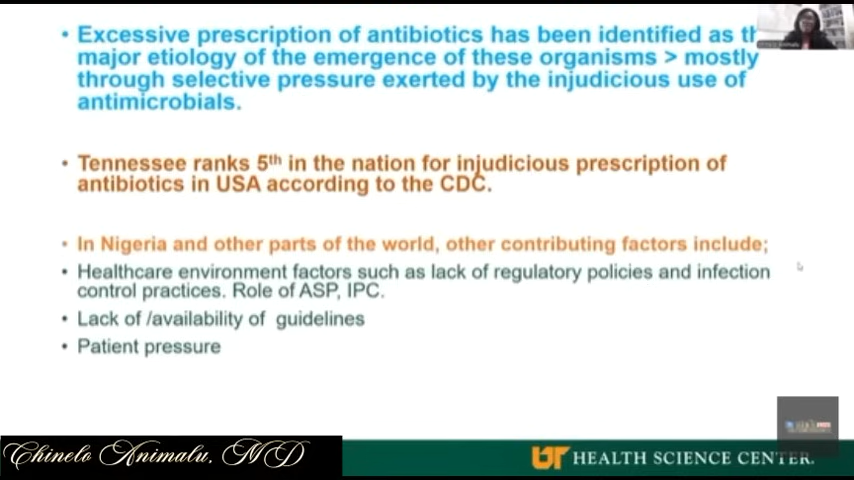 • Excessive prescription of antibiotics has been identified as th
major etiology of the emergence of these organisms > mostly
through selective pressure exerted by the injudicious use of
antimicrobials.
• Tennessee ranks 5th in the nation for injudicious prescription of
antibiotics in USA according to the CDC.
• In Nigeria and other parts of the world, other contributing factors include;
• Healthcare environment factors such as lack of regulatory policies and infection
control practices. Role of ASP, IPC.
• Lack of /availability of guidelines
• Patient pressure
Chinelo Animalu, MD
UT HEALTH SCIENCE CENTER.